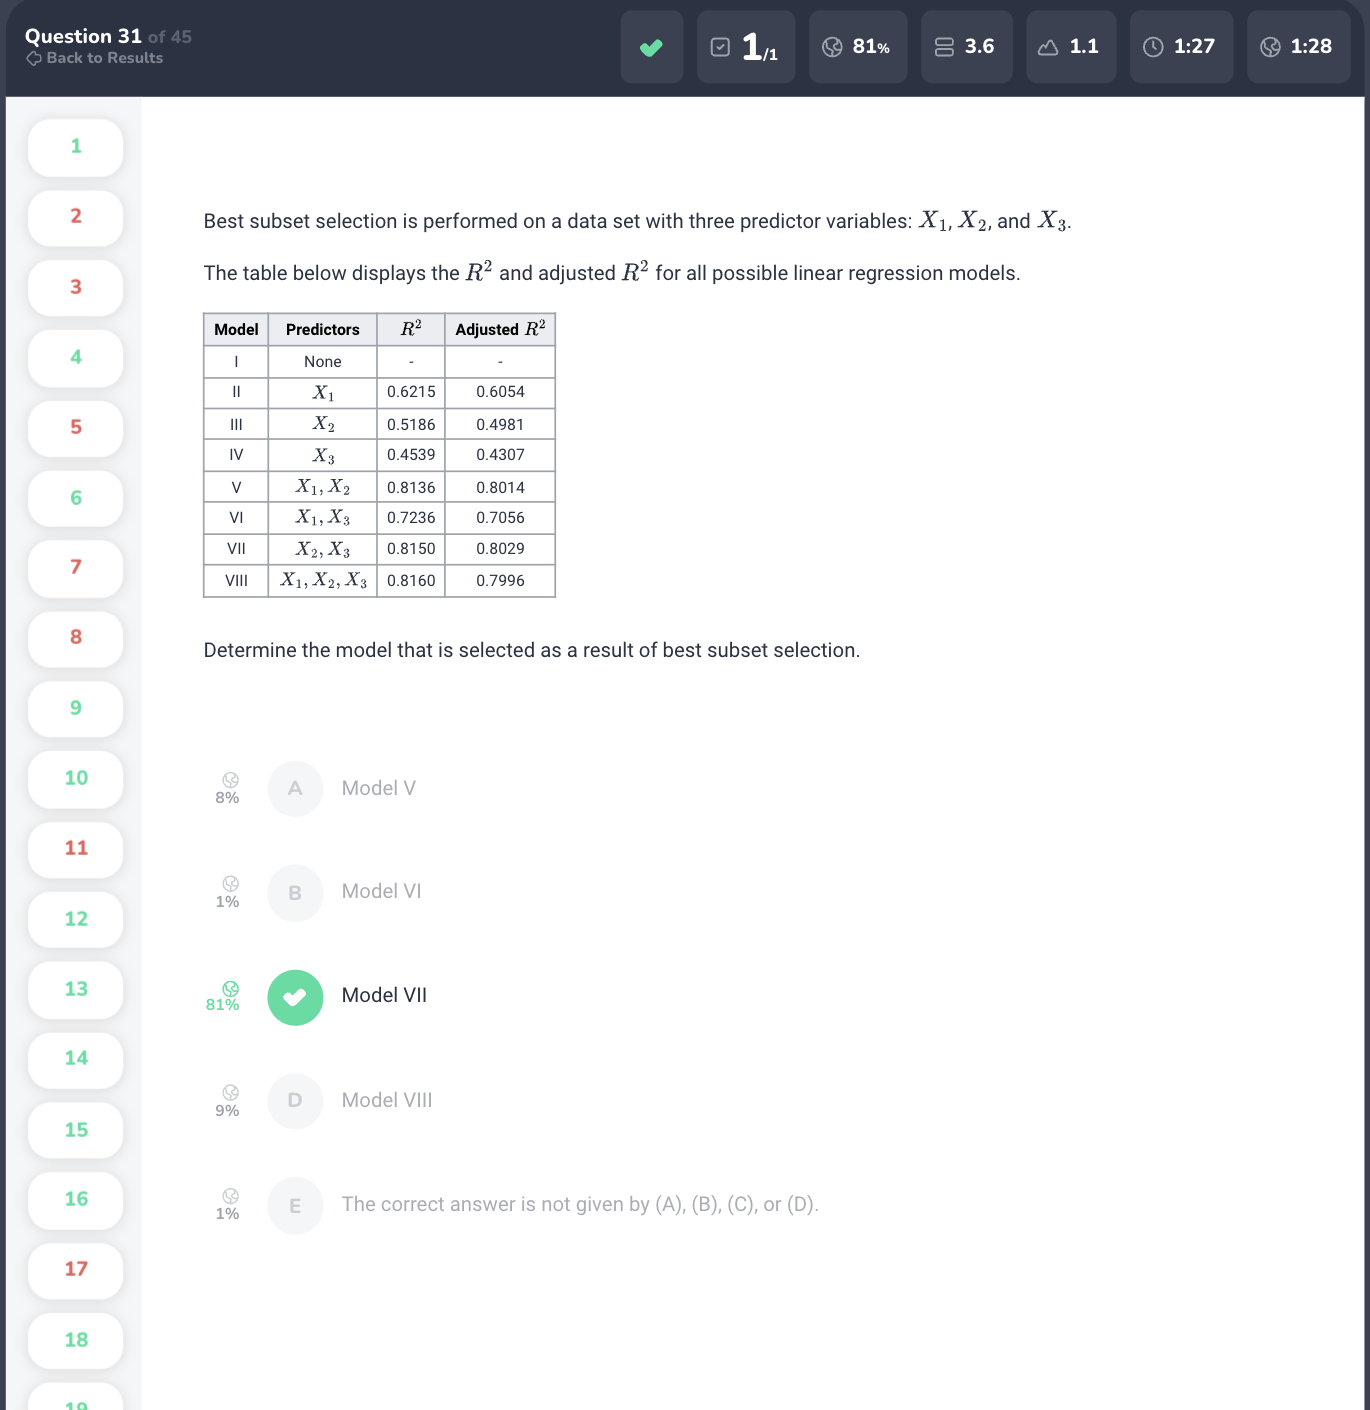 Question 31 of 45
Back to Results
1/1
81%
3.6
1.1
1:27
1:28
1
2
3
4
5
6
7
8
9
10
11
12
13
14
15
16
17
18
19
Best subset selection is performed on a data set with three predictor variables: X₁, X₂, and X₃.
The table below displays the R² and adjusted R² for all possible linear regression models.
Model Predictors R² Adjusted R²
I None - -
II X₁ 0.6215 0.6054
III X₂ 0.5186 0.4981
IV X₃ 0.4539 0.4307
V X₁, X₂ 0.8136 0.8014
VI X₁, X₃ 0.7236 0.7056
VII X₂, X₃ 0.8150 0.8029
VIII X₁, X₂, X₃ 0.8160 0.7996
Determine the model that is selected as a result of best subset selection.
8% A Model V
1% B Model VI
81% Model VII
9% D Model VIII
1% E The correct answer is not given by (A), (B), (C), or (D).